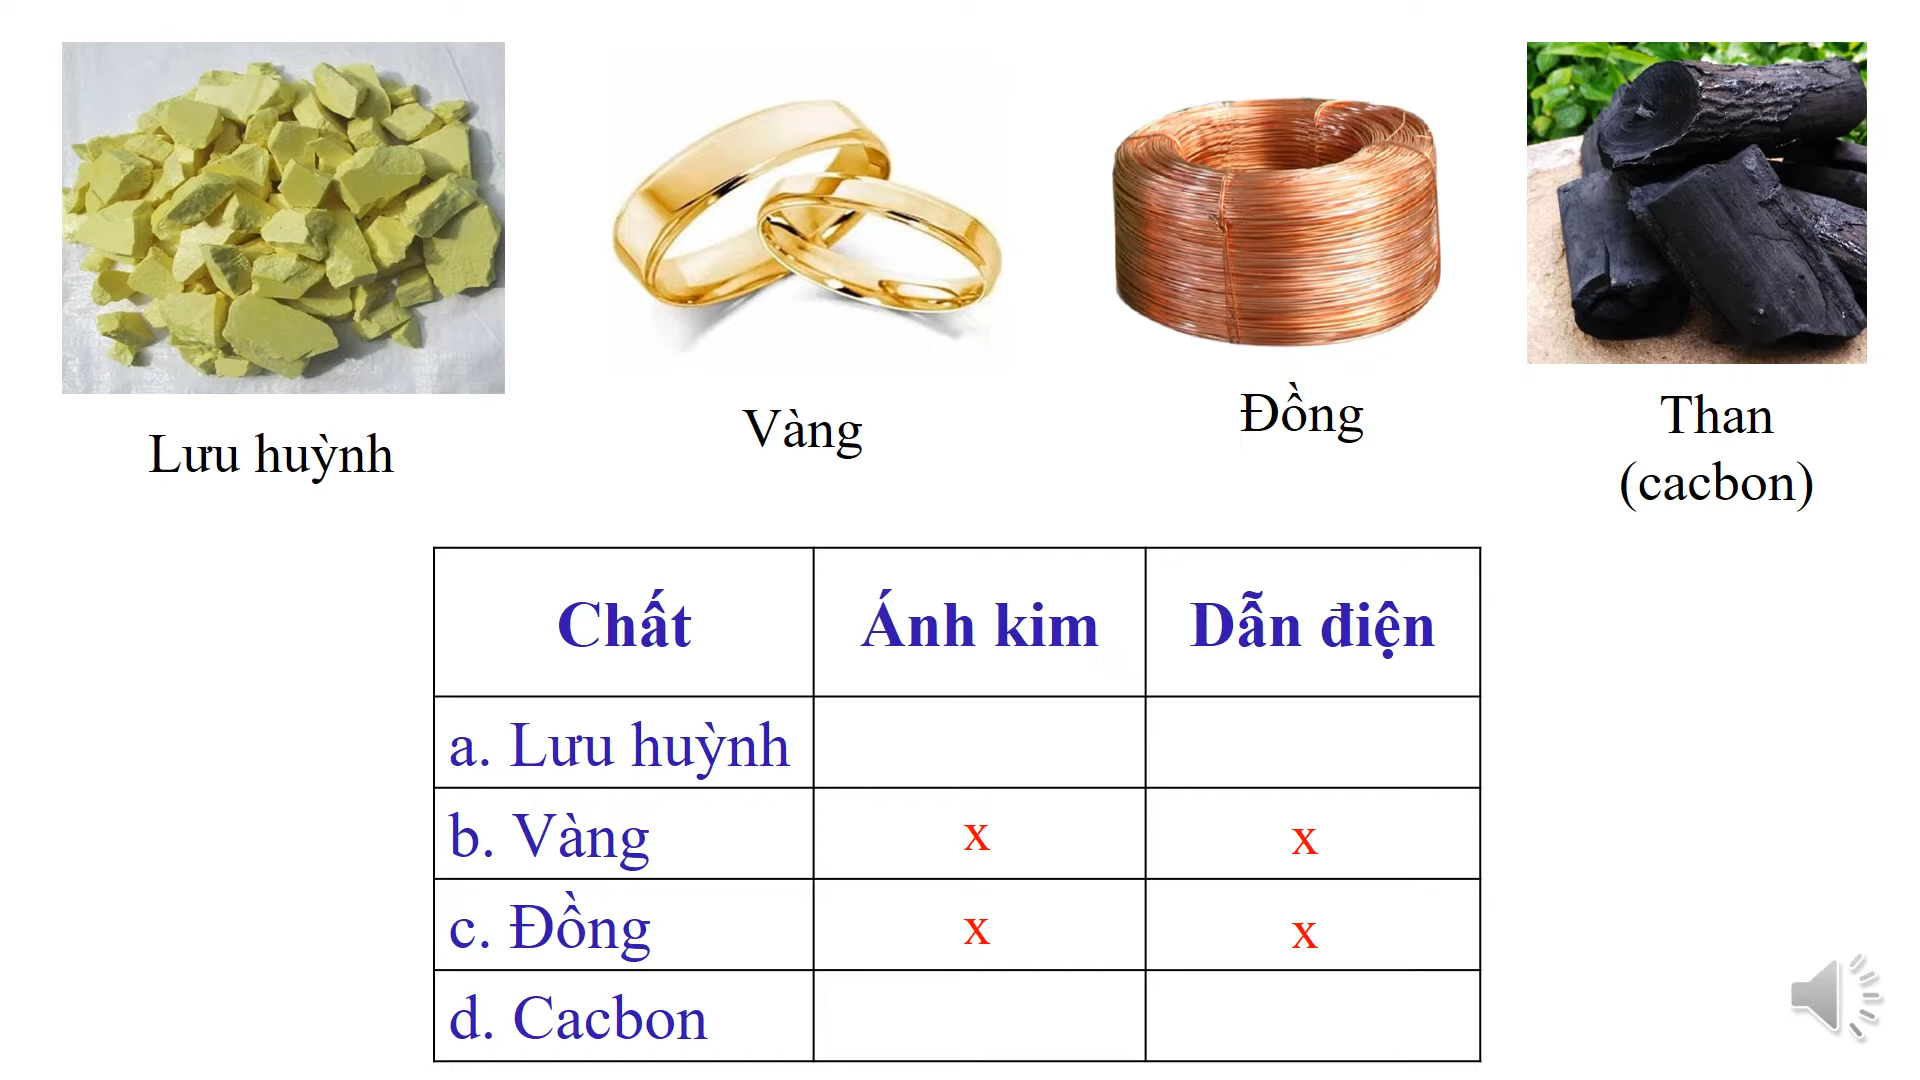 Lưu huỳnh
Vàng
Đồng
Than
(cacbon)
Chất Ánh kim Dẫn điện
a. Lưu huỳnh
b. Vàng x x
c. Đồng x x
d. Cacbon